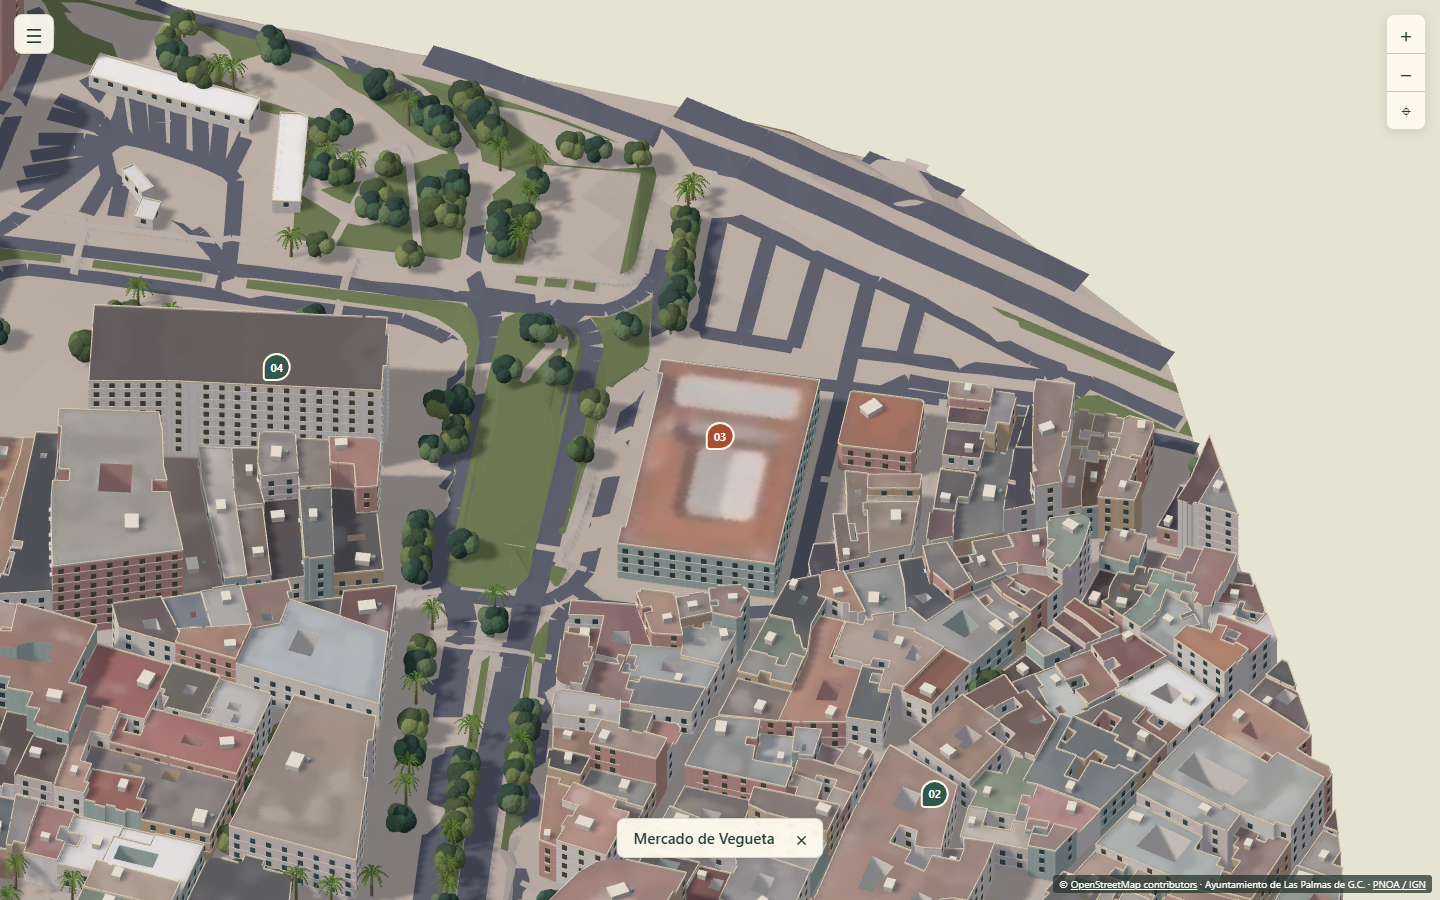 04
03
02
Mercado de Vegueta ×
© OpenStreetMap contributors · Ayuntamiento de Las Palmas de G.C. · PNOA / IGN